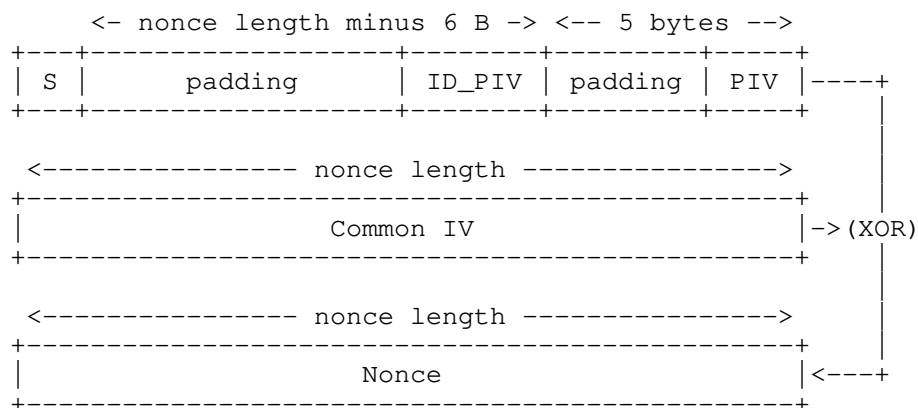 <- nonce length minus 6 B -> <-- 5 bytes -->
+---+-------------------+--------+---------+-----+
| S |      padding      | ID_PIV | padding | PIV |----+
+---+-------------------+--------+---------+-----+    |
                                                      |
<---------------- nonce length ---------------->      |
+------------------------------------------------+    |
|                   Common IV                    |->(XOR)
+------------------------------------------------+    |
                                                      |
<---------------- nonce length ---------------->      |
+------------------------------------------------+    |
|                     Nonce                      |<---+
+------------------------------------------------+